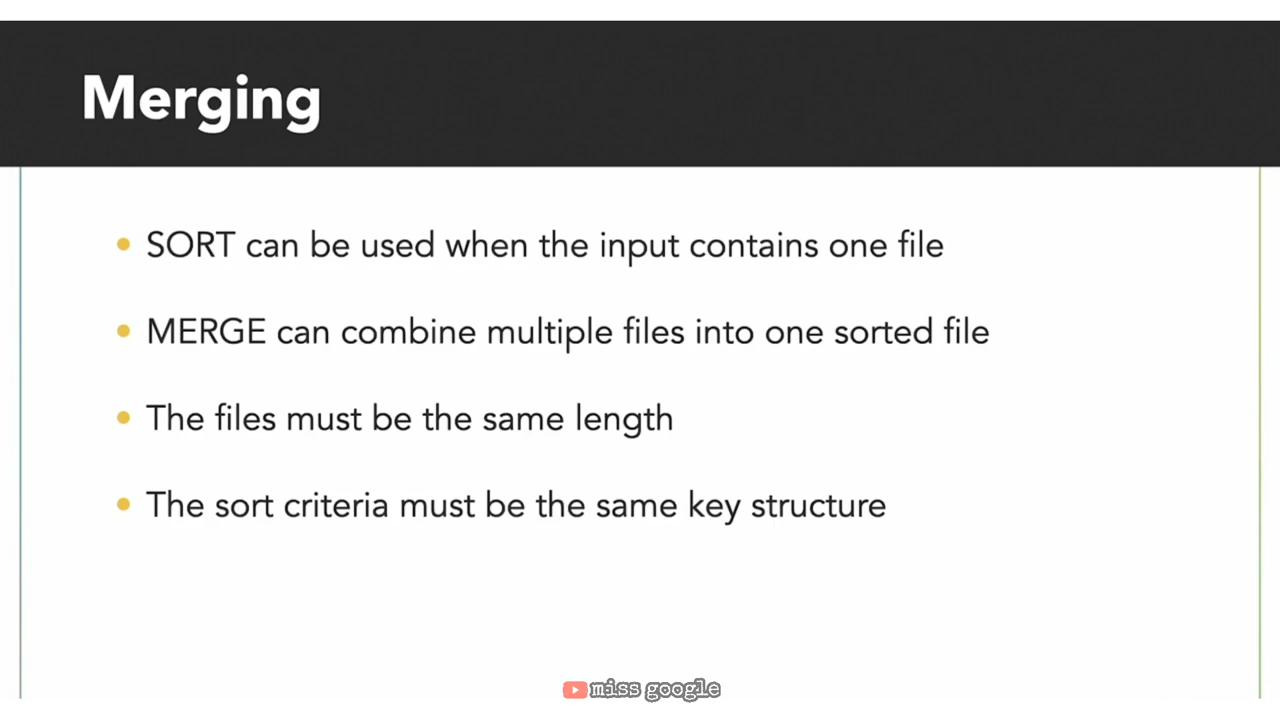 Merging
• SORT can be used when the input contains one file
• MERGE can combine multiple files into one sorted file
• The files must be the same length
• The sort criteria must be the same key structure
miss google